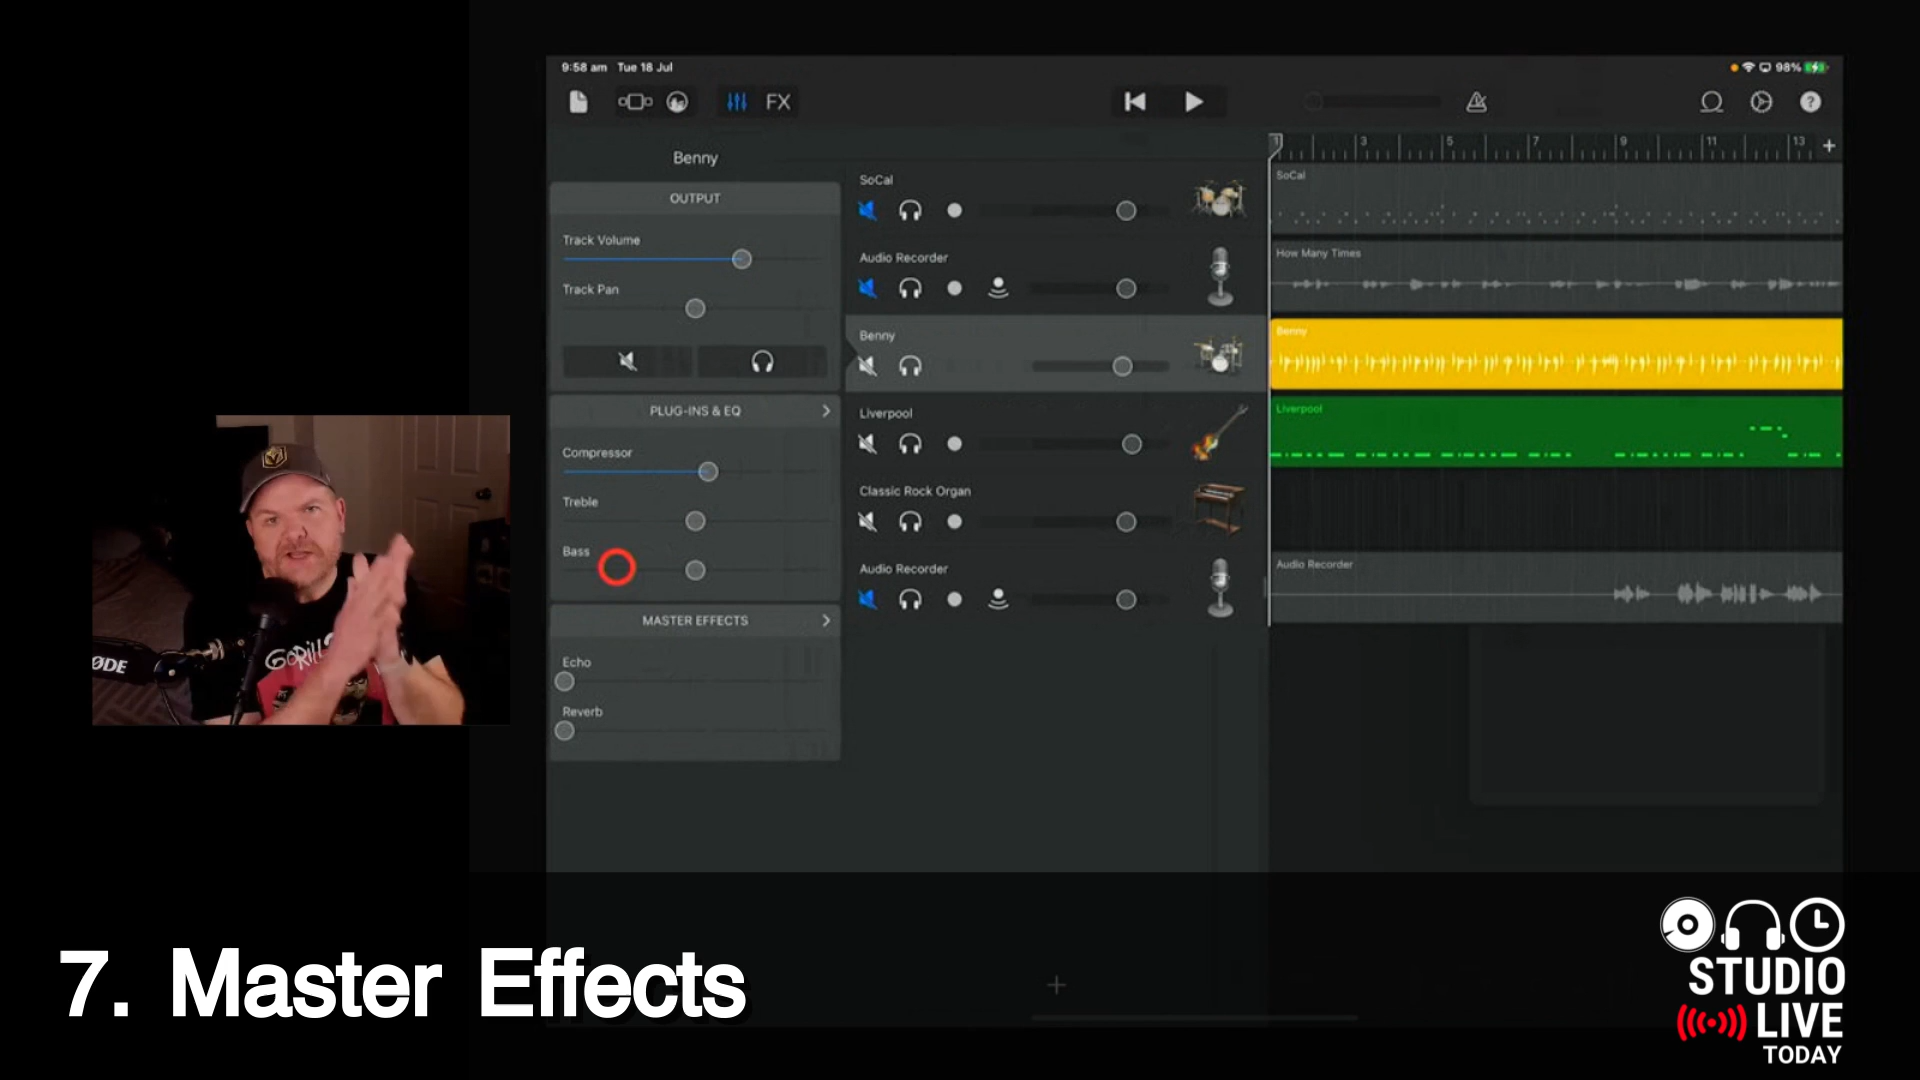 9:58 am Tue 18 Jul
98%
FX
?
Benny
OUTPUT
Track Volume
Track Pan
PLUG-INS & EQ
Compressor
Treble
Bass
MASTER EFFECTS
Echo
Reverb
SoCal
Audio Recorder
Benny
Liverpool
Classic Rock Organ
Audio Recorder
1 3 5 7 9 11 13 +
SoCal
How Many Times
Benny
Liverpool
Audio Recorder
7. Master Effects
STUDIO
LIVE
TODAY